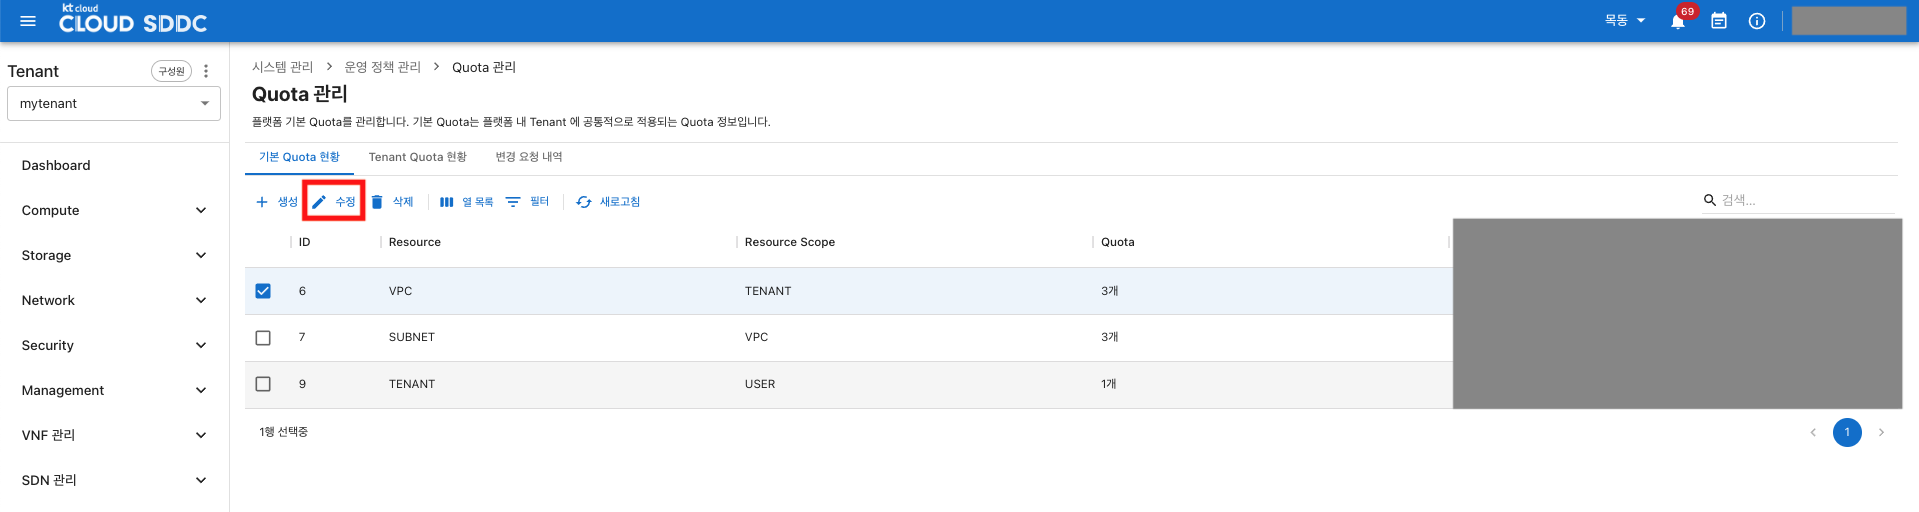 kt cloud
CLOUD SDDC
목동
69
Tenant
구성원
mytenant
Dashboard
Compute
Storage
Network
Security
Management
VNF 관리
SDN 관리
시스템 관리 > 운영 정책 관리 > Quota 관리
Quota 관리
플랫폼 기본 Quota를 관리합니다. 기본 Quota는 플랫폼 내 Tenant 에 공통적으로 적용되는 Quota 정보입니다.
기본 Quota 현황 Tenant Quota 현황 변경 요청 내역
생성 수정 삭제 열 목록 필터 새로고침 검색...
ID Resource Resource Scope Quota
6 VPC TENANT 3개
7 SUBNET VPC 3개
9 TENANT USER 1개
1행 선택중
1